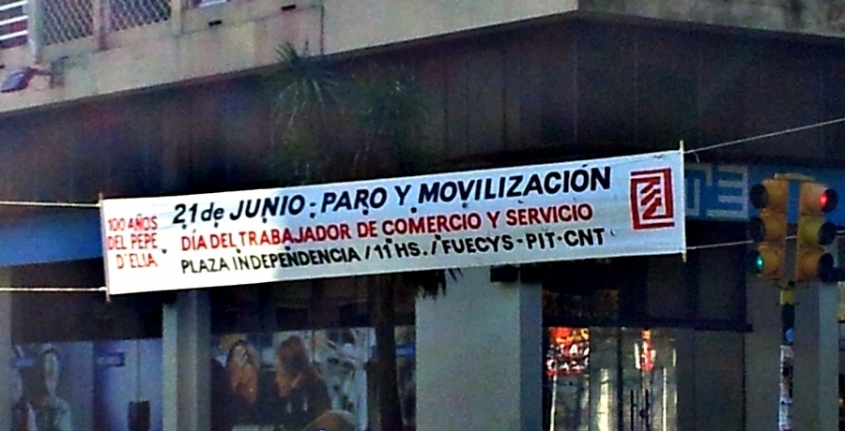 100 AÑOS
DEL PEPE
D'ELIA.
21 de JUNIO: PARO Y MOVILIZACIÓN
DÍA DEL TRABAJADOR DE COMERCIO Y SERVICIO
PLAZA INDEPENDENCIA / 11 HS. / FUECYS - PIT - CNT